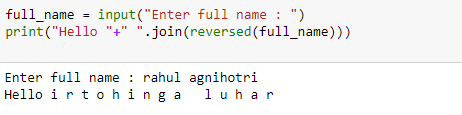 full_name = input("Enter full name : ")
print("Hello "+" ".join(reversed(full_name)))
Enter full name : rahul agnihotri
Hello i r t o h i n g a   l u h a r